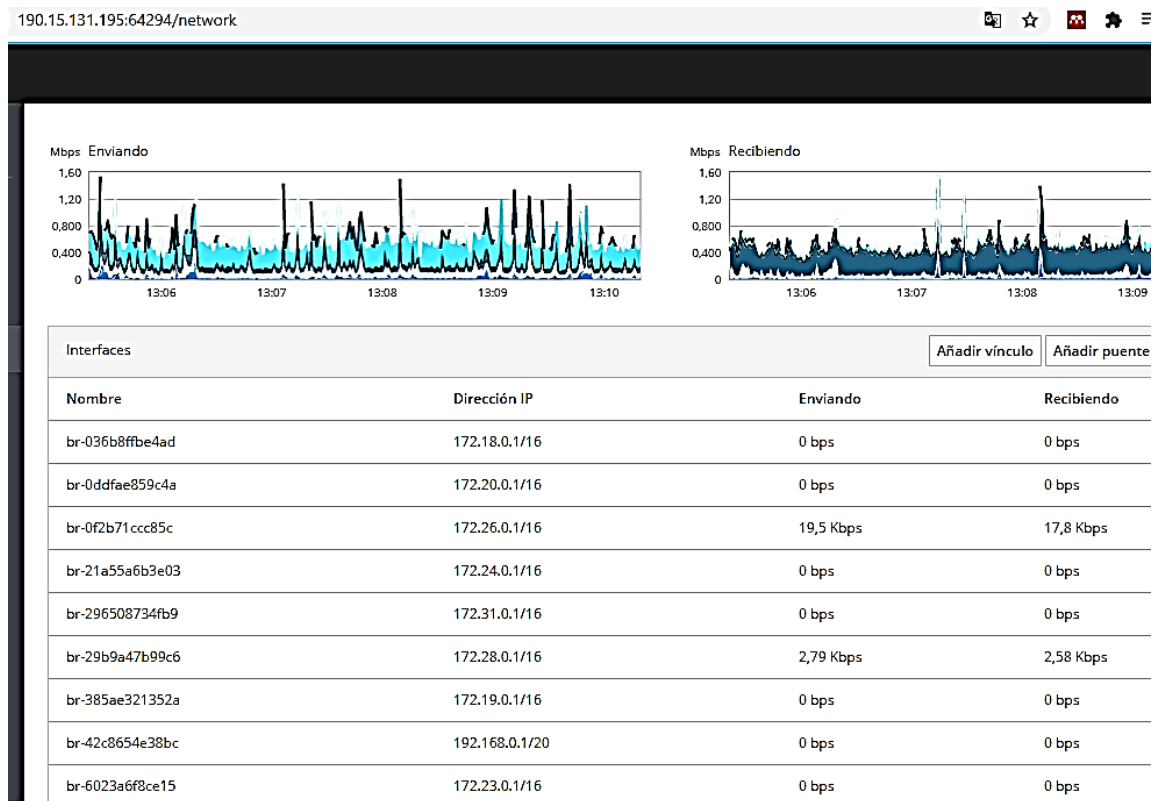 190.15.131.195:64294/network
Mbps Enviando
1,60
1,20
0,800
0,400
0
13:06 13:07 13:08 13:09 13:10
Mbps Recibiendo
1,60
1,20
0,800
0,400
0
13:06 13:07 13:08 13:09
Interfaces Añadir vínculo Añadir puente
Nombre Dirección IP Enviando Recibiendo
br-036b8ffbe4ad 172.18.0.1/16 0 bps 0 bps
br-0ddfae859c4a 172.20.0.1/16 0 bps 0 bps
br-0f2b71ccc85c 172.26.0.1/16 19,5 Kbps 17,8 Kbps
br-21a55a6b3e03 172.24.0.1/16 0 bps 0 bps
br-296508734fb9 172.31.0.1/16 0 bps 0 bps
br-29b9a47b99c6 172.28.0.1/16 2,79 Kbps 2,58 Kbps
br-385ae321352a 172.19.0.1/16 0 bps 0 bps
br-42c8654e38bc 192.168.0.1/20 0 bps 0 bps
br-6023a6f8ce15 172.23.0.1/16 0 bps 0 bps